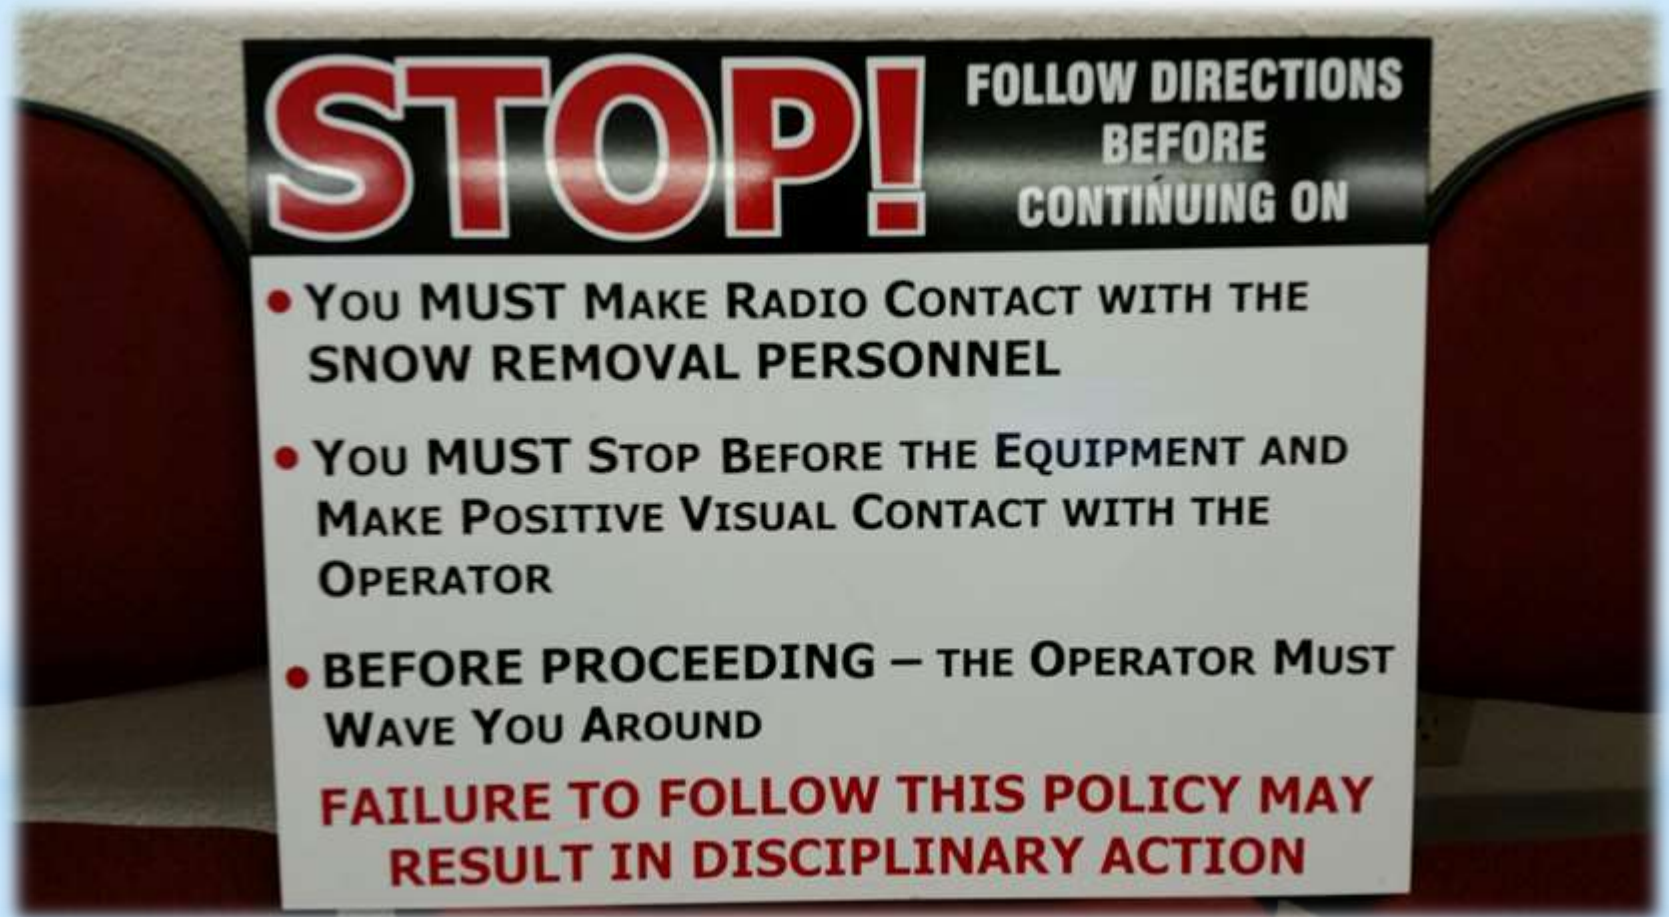 STOP!
FOLLOW DIRECTIONS
BEFORE
CONTINUING ON
• YOU MUST MAKE RADIO CONTACT WITH THE
SNOW REMOVAL PERSONNEL
• YOU MUST STOP BEFORE THE EQUIPMENT AND
MAKE POSITIVE VISUAL CONTACT WITH THE
OPERATOR
• BEFORE PROCEEDING – THE OPERATOR MUST
WAVE YOU AROUND
FAILURE TO FOLLOW THIS POLICY MAY
RESULT IN DISCIPLINARY ACTION